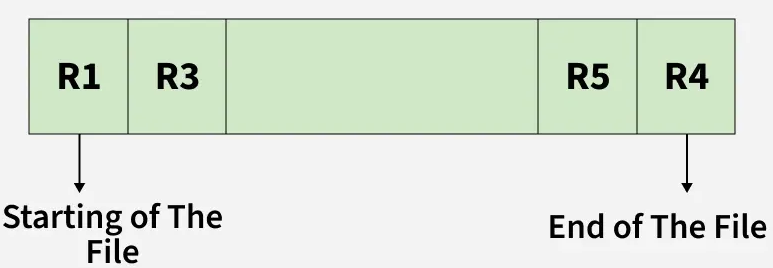 R1 R3 R5 R4
Starting of The
File
End of The File